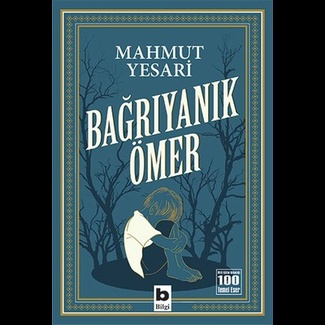 MAHMUT
YESARİ
BAĞRIYANIK
ÖMER
100
Temel Eser
b
Bilgi